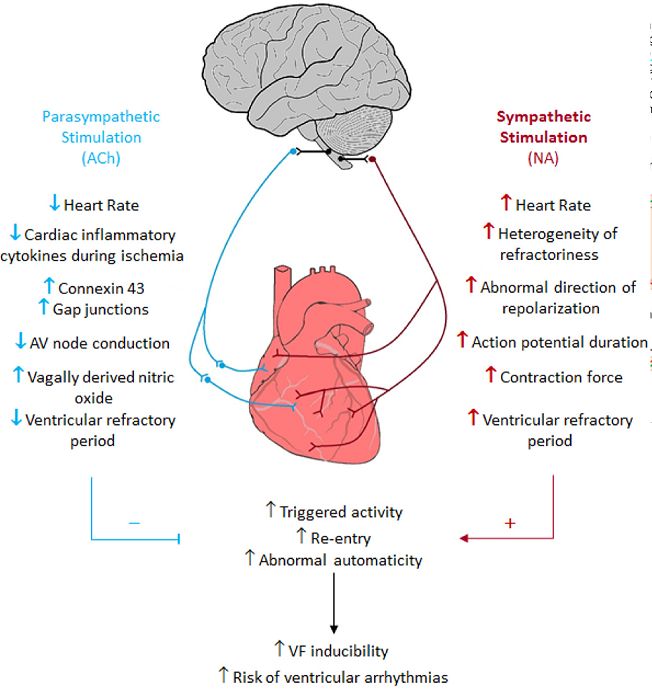 Parasympathetic
Stimulation
(ACh)
↓ Heart Rate
↓ Cardiac inflammatory
cytokines during ischemia
↑ Connexin 43
↑ Gap junctions
↓ AV node conduction
↑ Vagally derived nitric
oxide
↓ Ventricular refractory
period
Sympathetic
Stimulation
(NA)
↑ Heart Rate
↑ Heterogeneity of
refractoriness
↑ Abnormal direction of
repolarization
↑ Action potential duration
↑ Contraction force
↑ Ventricular refractory
period
–
+
↑ Triggered activity
↑ Re-entry
↑ Abnormal automaticity
↑ VF inducibility
↑ Risk of ventricular arrhythmias